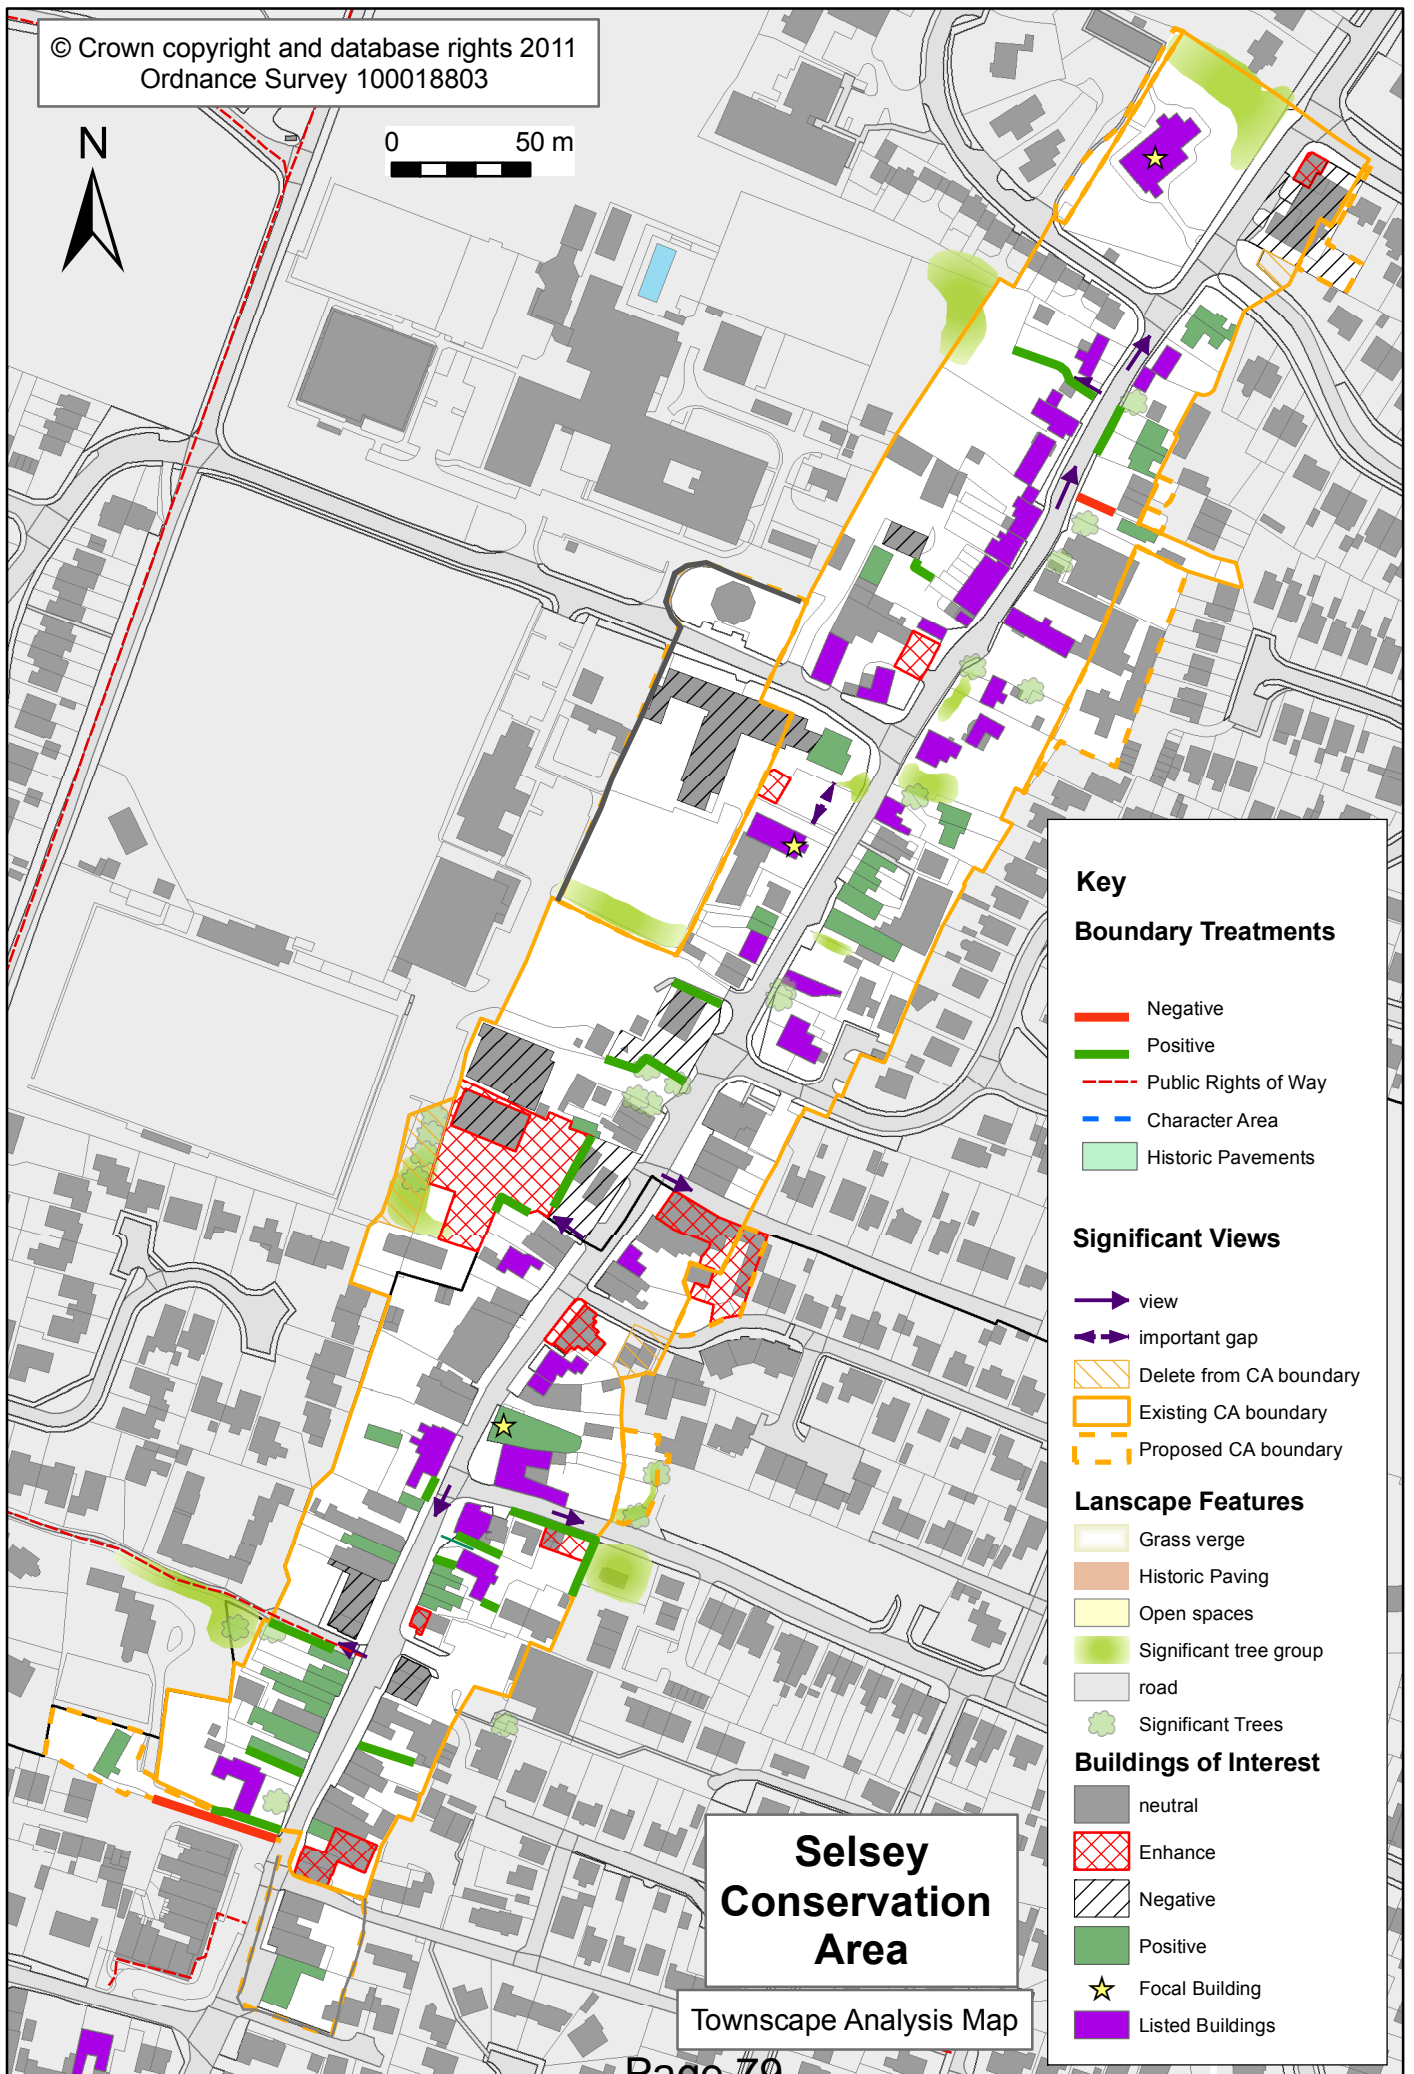 © Crown copyright and database rights 2011
Ordnance Survey 100018803
N
0 50 m
Key
Boundary Treatments
Negative
Positive
Public Rights of Way
Character Area
Historic Pavements
Significant Views
view
important gap
Delete from CA boundary
Existing CA boundary
Proposed CA boundary
Lanscape Features
Grass verge
Historic Paving
Open spaces
Significant tree group
road
Significant Trees
Buildings of Interest
neutral
Enhance
Negative
Positive
Focal Building
Listed Buildings
Selsey
Conservation
Area
Townscape Analysis Map
Page 79